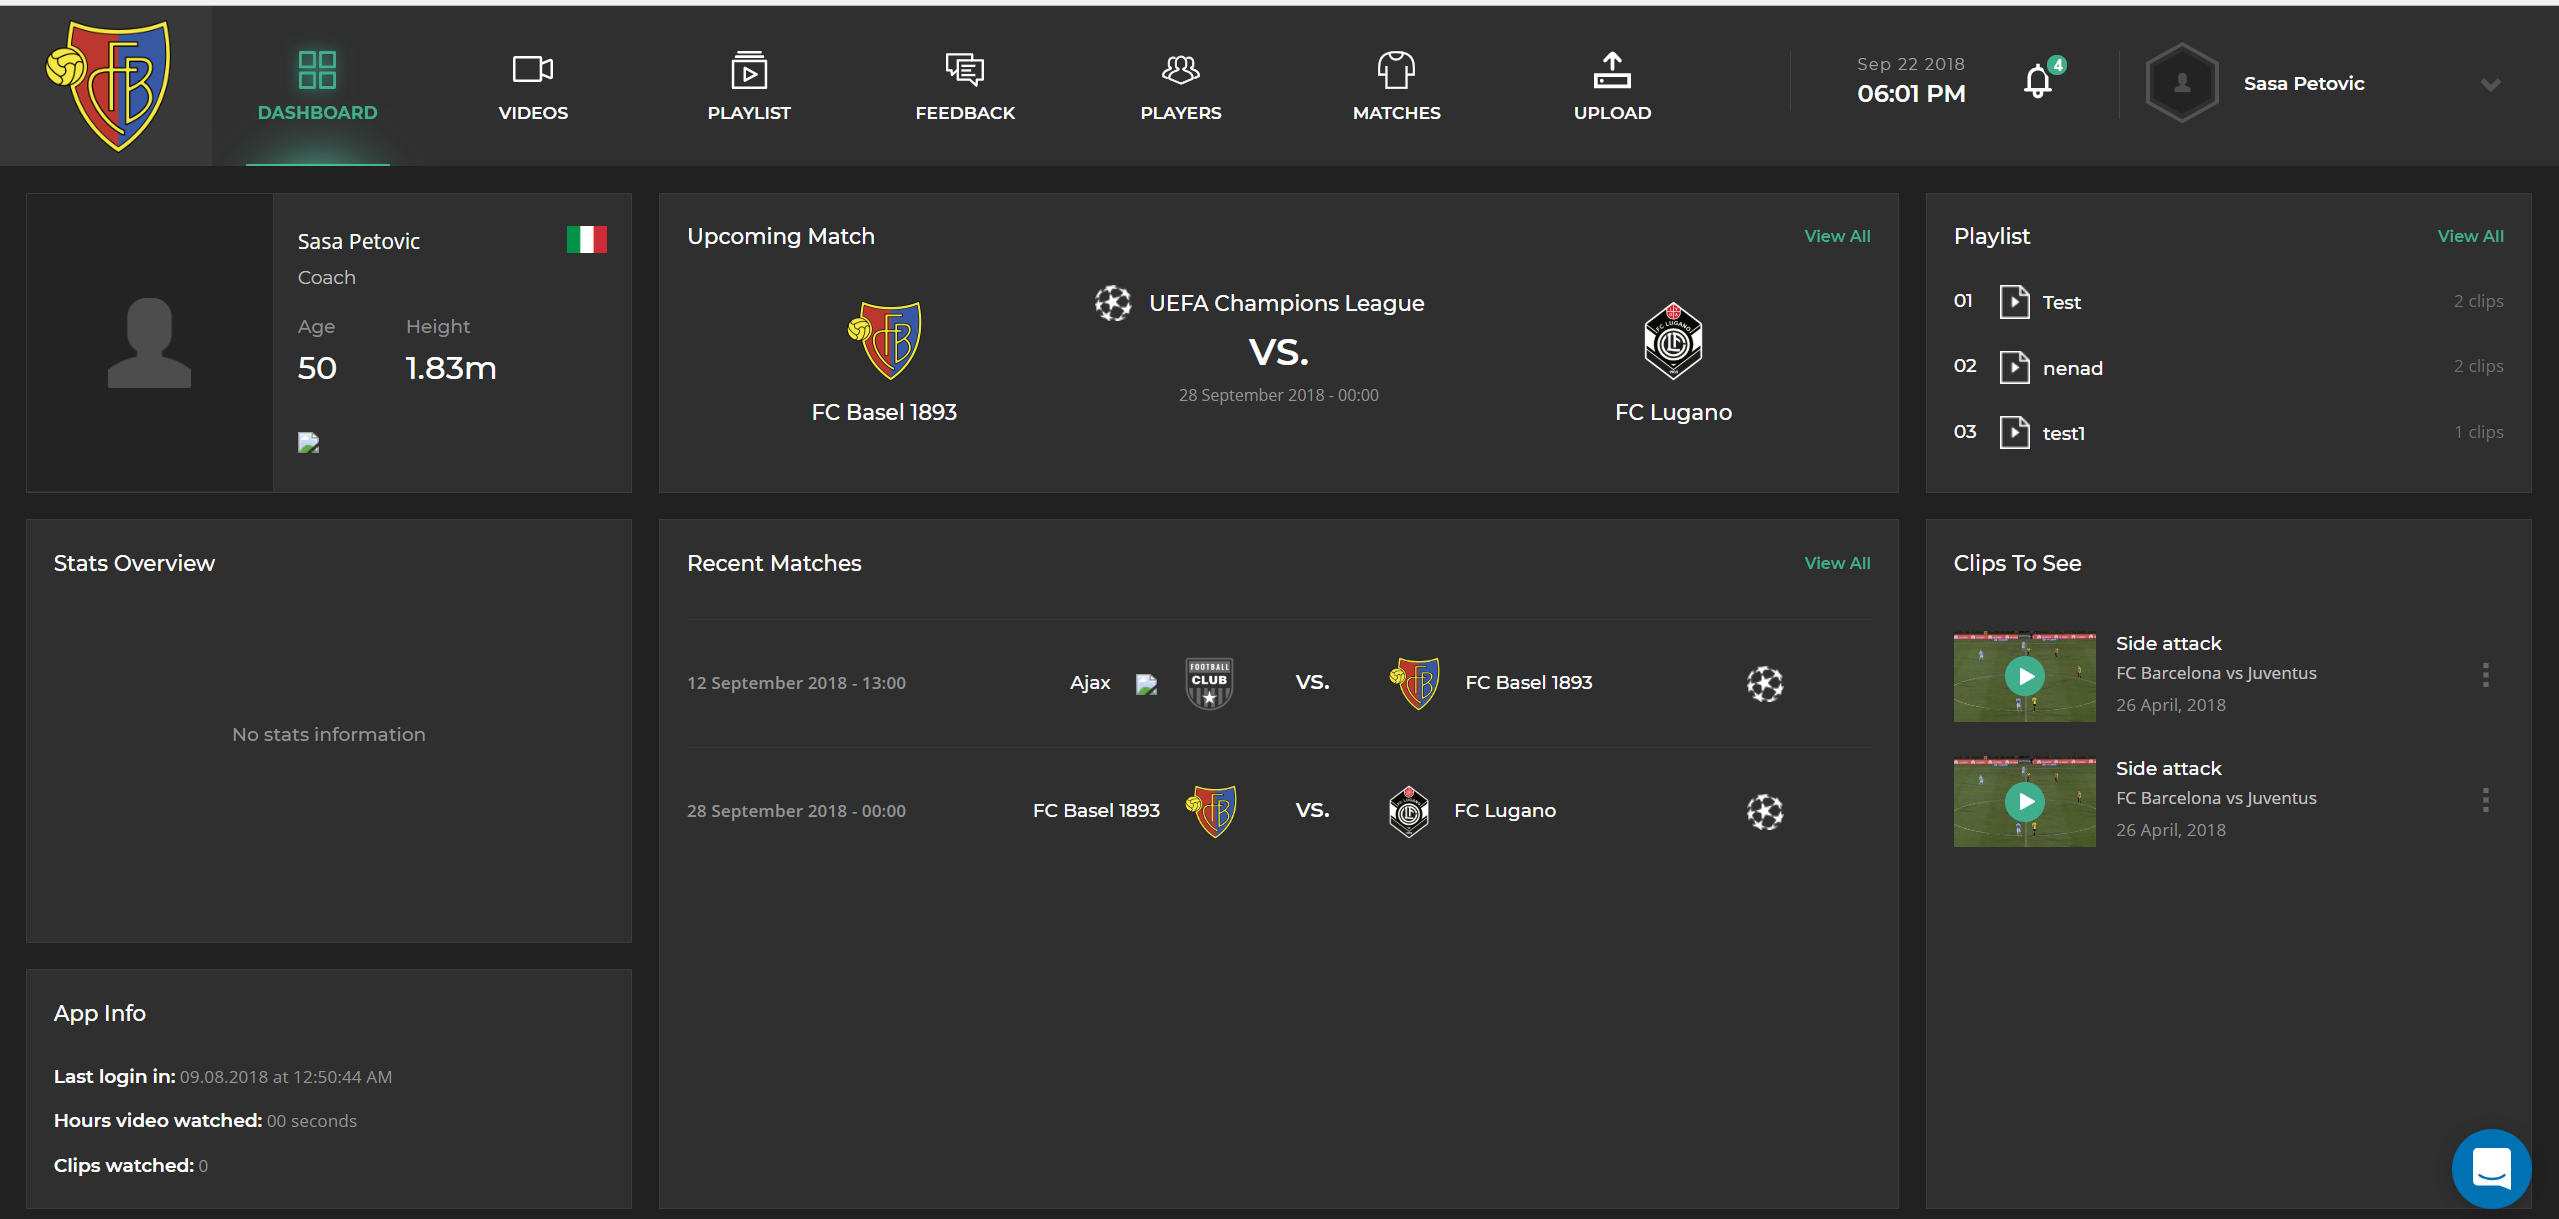 DASHBOARD
VIDEOS
PLAYLIST
FEEDBACK
PLAYERS
MATCHES
UPLOAD
Sep 22 2018
06:01 PM
4
Sasa Petovic
Sasa Petovic
Coach
Age
Height
50
1.83m
Upcoming Match
View All
UEFA Champions League
VS.
28 September 2018 - 00:00
FC Basel 1893
FC LUGANO
FC Lugano
Playlist
View All
01
Test
2 clips
02
nenad
2 clips
03
test1
1 clips
Stats Overview
No stats information
Recent Matches
View All
12 September 2018 - 13:00
Ajax
FOOTBALL
CLUB
VS.
FC Basel 1893
28 September 2018 - 00:00
FC Basel 1893
VS.
FC Lugano
Clips To See
Side attack
FC Barcelona vs Juventus
26 April, 2018
Side attack
FC Barcelona vs Juventus
26 April, 2018
App Info
Last login in: 09.08.2018 at 12:50:44 AM
Hours video watched: 00 seconds
Clips watched: 0